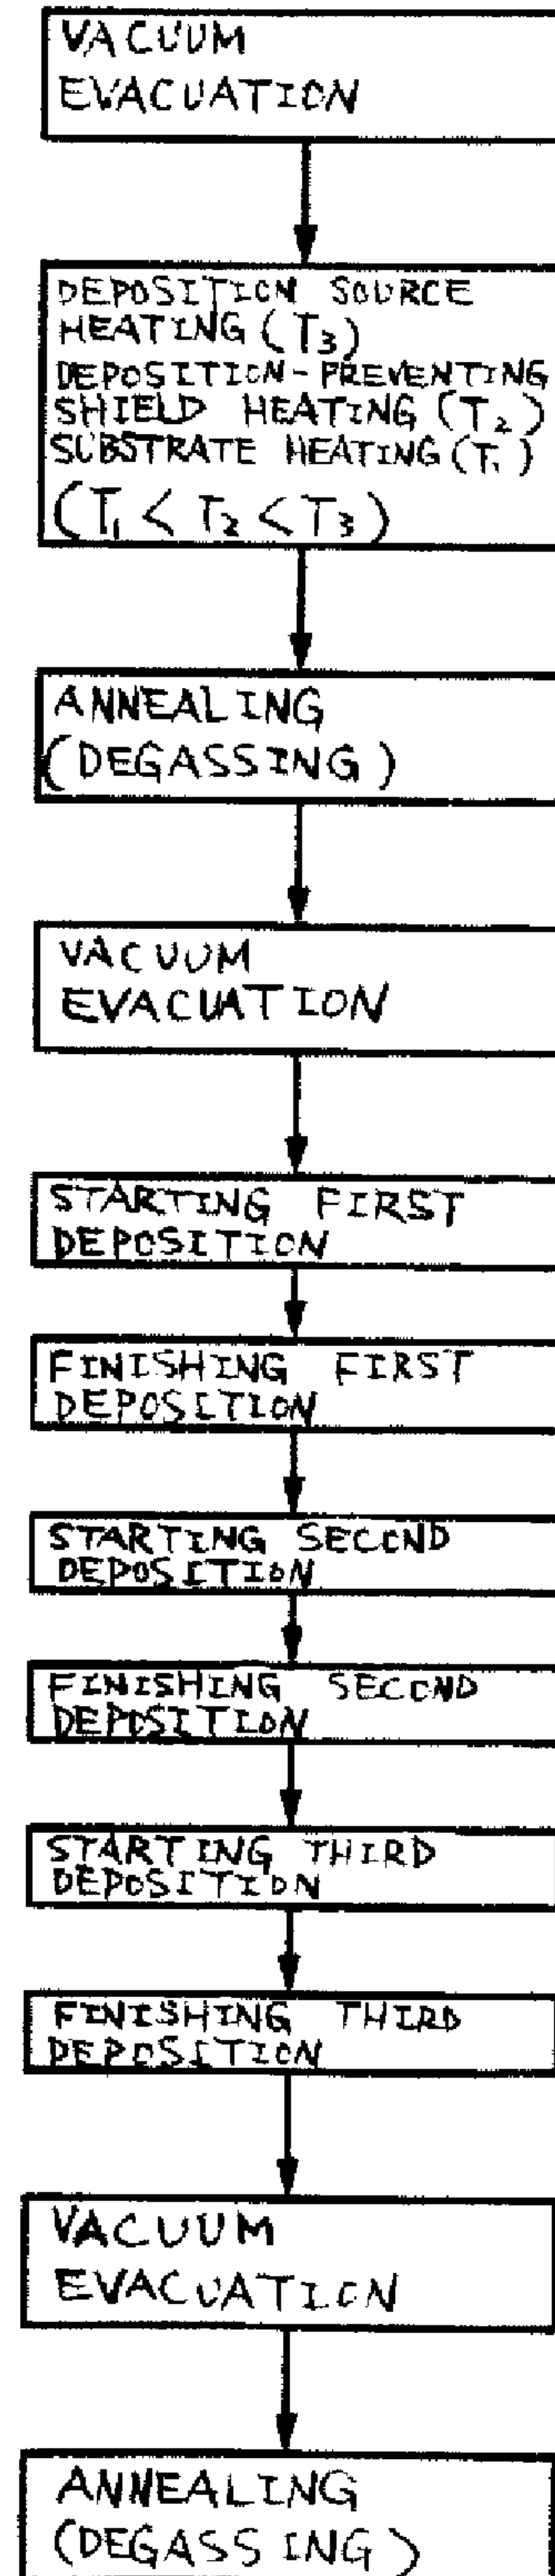 VACUUM
EVACUATION
DEPOSITION SOURCE
HEATING (T₃)
DEPOSITION-PREVENTING
SHIELD HEATING (T₂)
SUBSTRATE HEATING (T₁)
(T₁ < T₂ < T₃)
ANNEALING
(DEGASSING)
VACUUM
EVACUATION
STARTING FIRST
DEPOSITION
FINISHING FIRST
DEPOSITION
STARTING SECOND
DEPOSITION
FINISHING SECOND
DEPOSITION
STARTING THIRD
DEPOSITION
FINISHING THIRD
DEPOSITION
VACUUM
EVACUATION
ANNEALING
(DEGASSING)